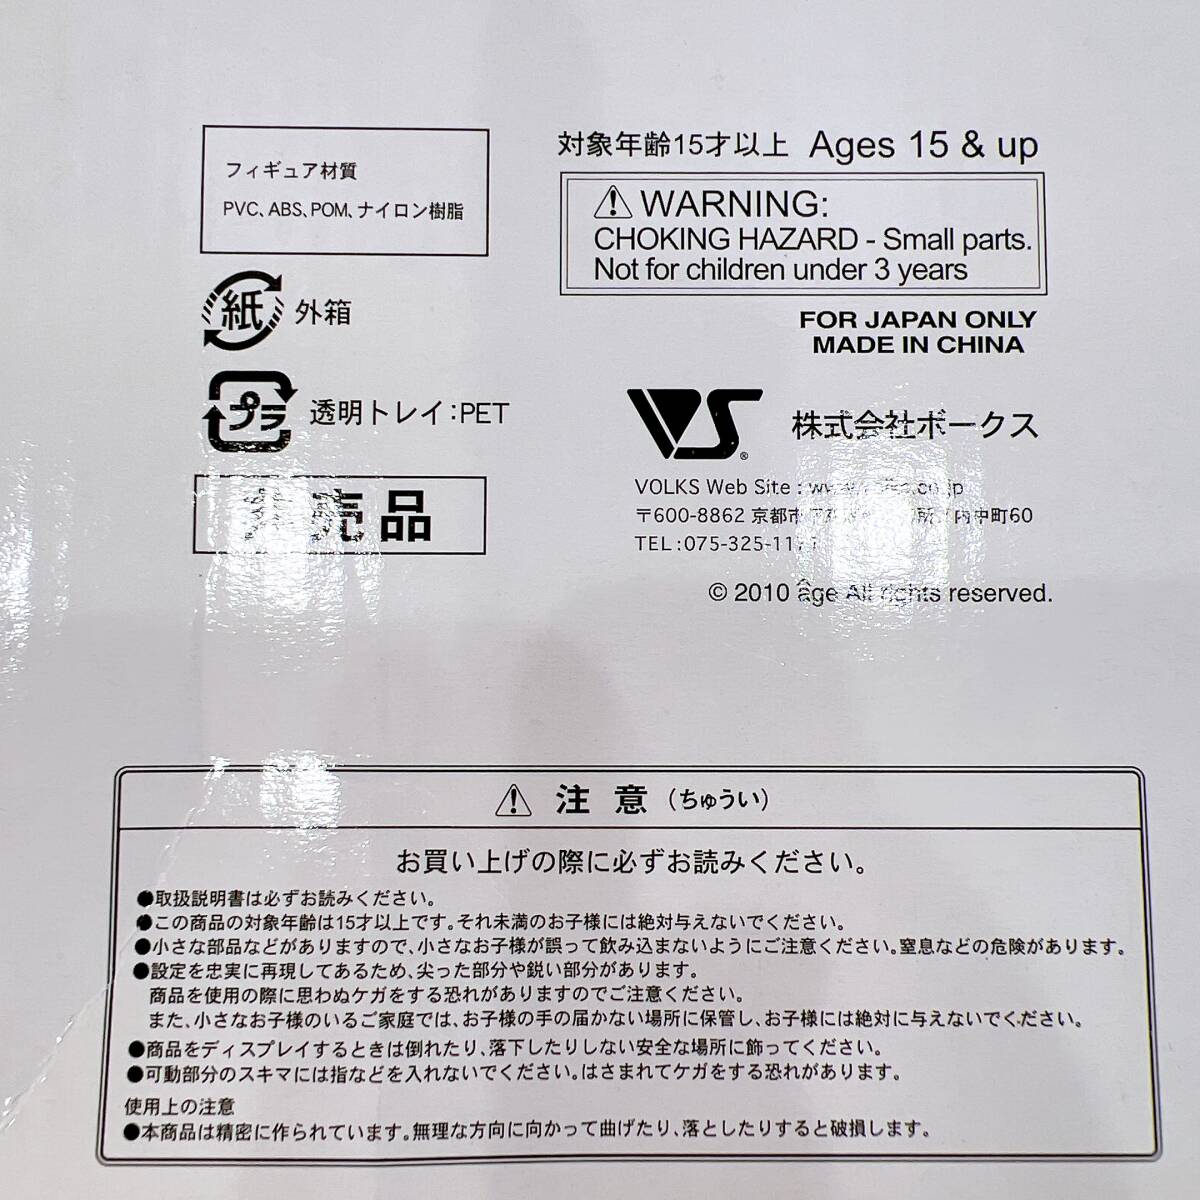 フィギュア材質
PVC、ABS、POM、ナイロン樹脂
紙 外箱
プラ 透明トレイ:PET
売品
対象年齢15才以上 Ages 15 & up
WARNING:
CHOKING HAZARD - Small parts.
Not for children under 3 years
FOR JAPAN ONLY
MADE IN CHINA
VS® 株式会社ボークス
VOLKS Web Site :
〒600-8862 京都市 内中町60
TEL:075-325-117
© 2010 âge All rights reserved.
注意(ちゅうい)
お買い上げの際に必ずお読みください。
●取扱説明書は必ずお読みください。
●この商品の対象年齢は15才以上です。それ未満のお子様には絶対与えないでください。
●小さな部品などがありますので、小さなお子様が誤って飲み込まないようにご注意ください。窒息などの危険があります。
●設定を忠実に再現してあるため、尖った部分や鋭い部分があります。
商品を使用の際に思わぬケガをする恐れがありますのでご注意ください。
また、小さなお子様のいるご家庭では、お子様の手の届かない場所に保管し、お子様には絶対に与えないでください。
●商品をディスプレイするときは倒れたり、落下したりしない安全な場所に飾ってください。
●可動部分のスキマには指などを入れないでください。はさまれてケガをする恐れがあります。
使用上の注意
●本商品は精密に作られています。無理な方向に向かって曲げたり、落としたりすると破損します。